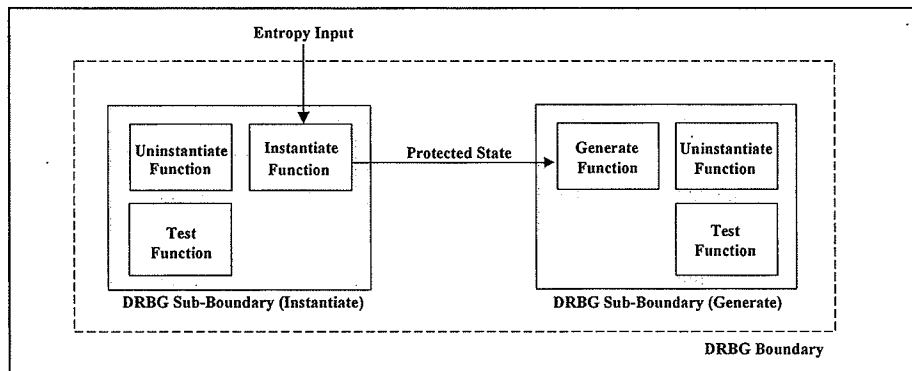 Entropy Input
Uninstantiate
Function
Instantiate
Function
Protected State
Generate
Function
Uninstantiate
Function
Test
Function
Test
Function
DRBG Sub-Boundary (Instantiate)
DRBG Sub-Boundary (Generate)
DRBG Boundary